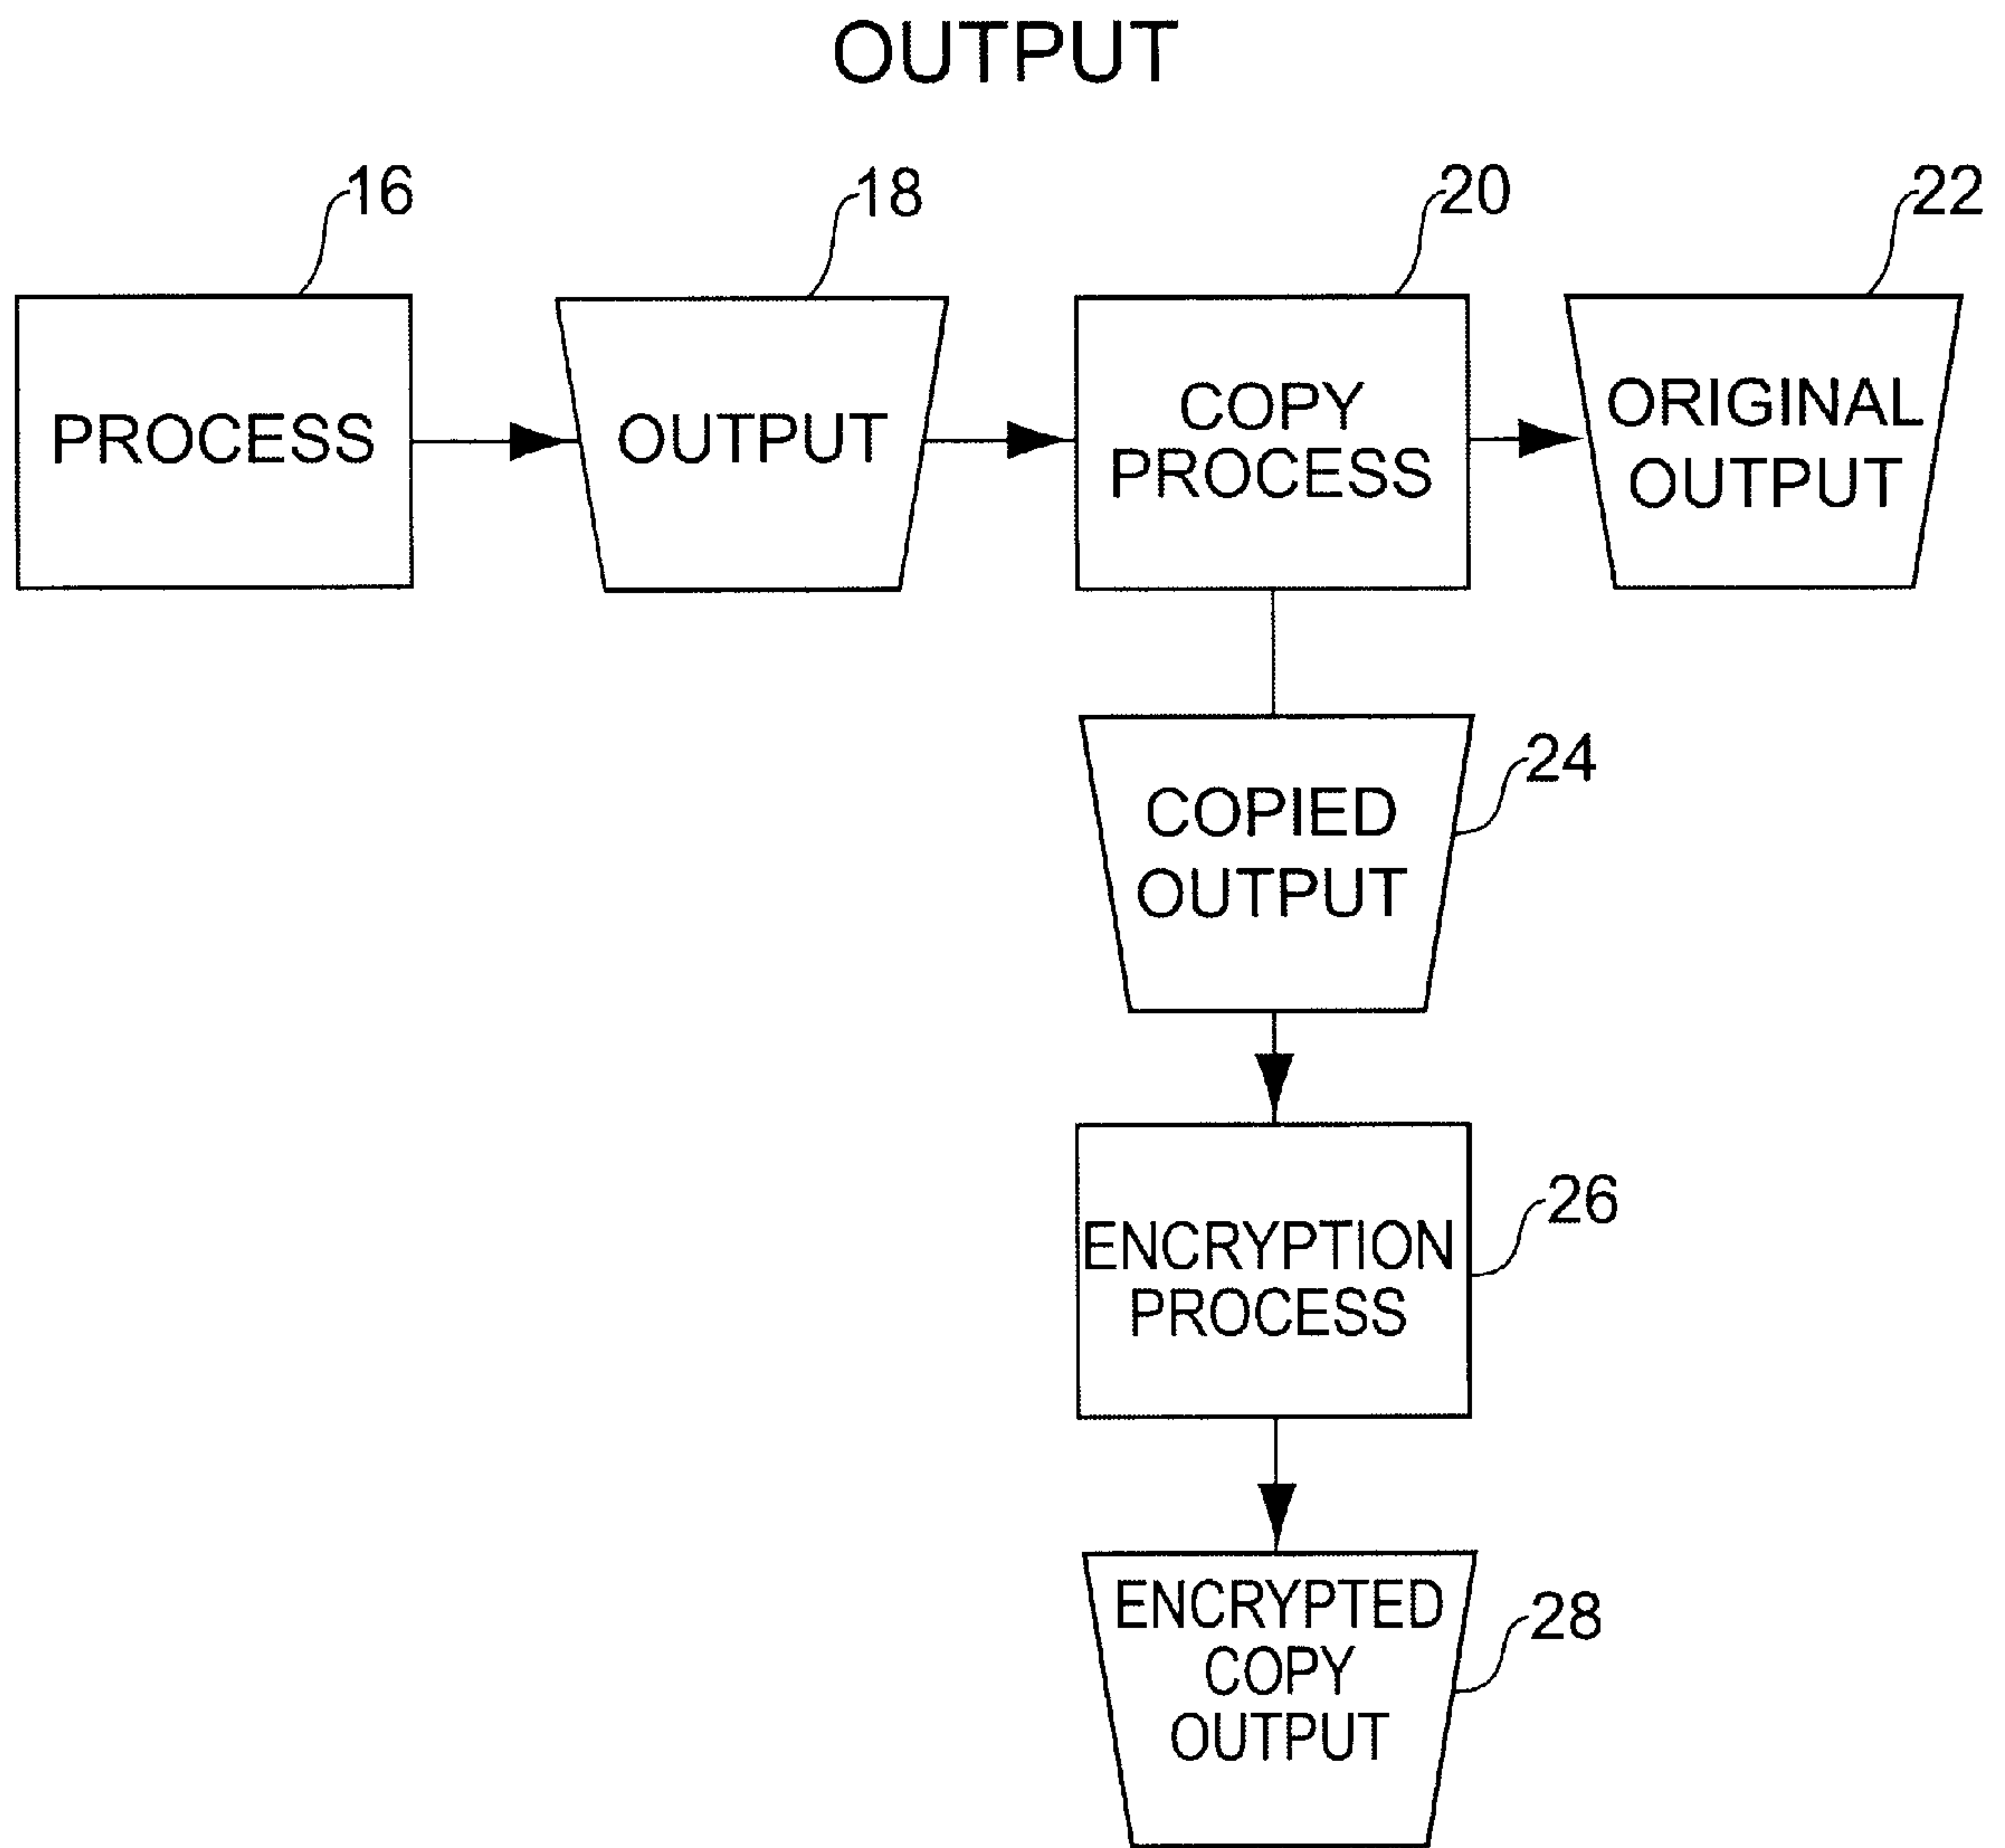 OUTPUT
16
18
20
22
PROCESS
OUTPUT
COPY
PROCESS
ORIGINAL
OUTPUT
24
COPIED
OUTPUT
26
ENCRYPTION
PROCESS
28
ENCRYPTED
COPY
OUTPUT